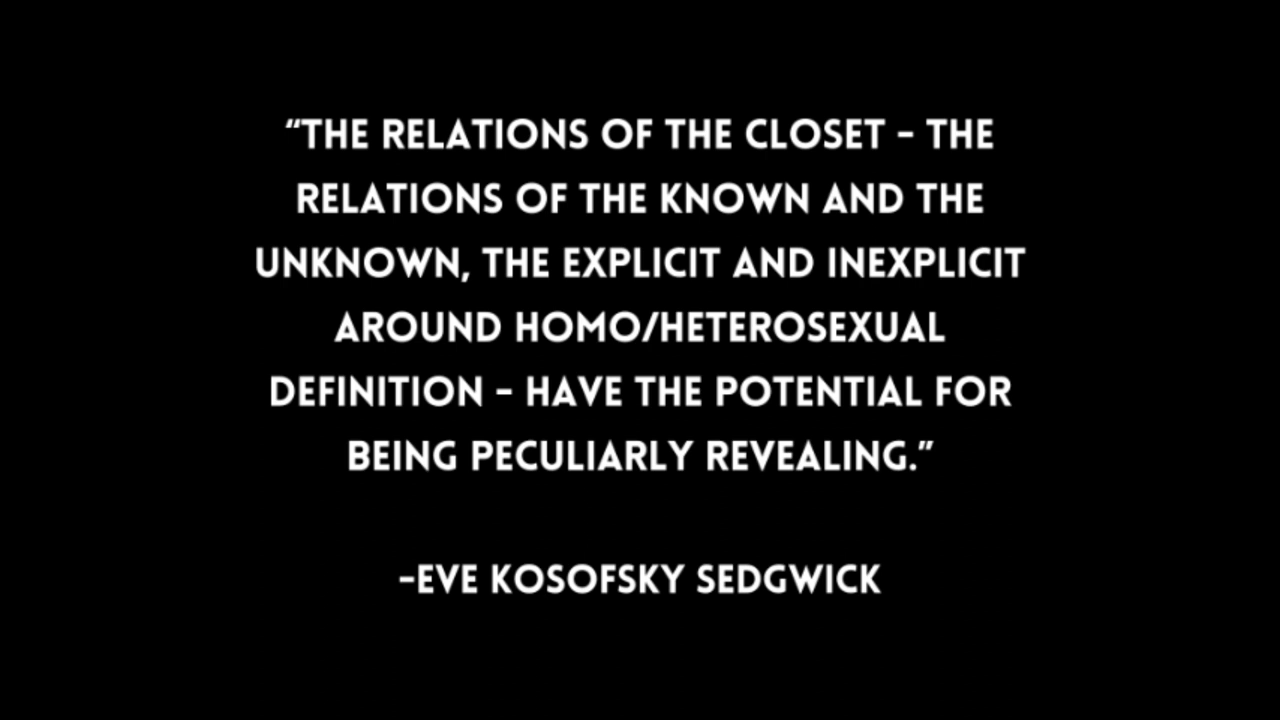 “THE RELATIONS OF THE CLOSET - THE
RELATIONS OF THE KNOWN AND THE
UNKNOWN, THE EXPLICIT AND INEXPLICIT
AROUND HOMO/HETEROSEXUAL
DEFINITION - HAVE THE POTENTIAL FOR
BEING PECULIARLY REVEALING.”
-EVE KOSOFSKY SEDGWICK